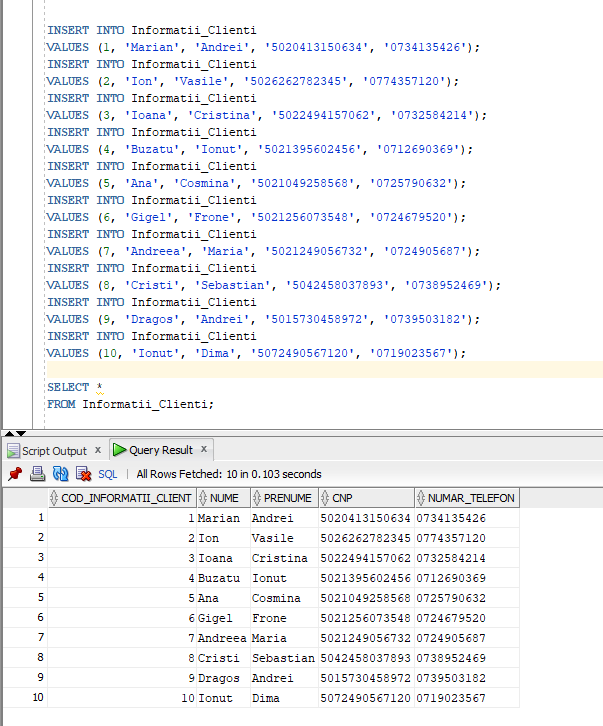 INSERT INTO Informatii_Clienti
VALUES (1, 'Marian', 'Andrei', '5020413150634', '0734135426');
INSERT INTO Informatii_Clienti
VALUES (2, 'Ion', 'Vasile', '5026262782345', '0774357120');
INSERT INTO Informatii_Clienti
VALUES (3, 'Ioana', 'Cristina', '5022494157062', '0732584214');
INSERT INTO Informatii_Clienti
VALUES (4, 'Buzatu', 'Ionut', '5021395602456', '0712690369');
INSERT INTO Informatii_Clienti
VALUES (5, 'Ana', 'Cosmina', '5021049258568', '0725790632');
INSERT INTO Informatii_Clienti
VALUES (6, 'Gigel', 'Frone', '5021256073548', '0724679520');
INSERT INTO Informatii_Clienti
VALUES (7, 'Andreea', 'Maria', '5021249056732', '0724905687');
INSERT INTO Informatii_Clienti
VALUES (8, 'Cristi', 'Sebastian', '5042458037893', '0738952469');
INSERT INTO Informatii_Clienti
VALUES (9, 'Dragos', 'Andrei', '5015730458972', '0739503182');
INSERT INTO Informatii_Clienti
VALUES (10, 'Ionut', 'Dima', '5072490567120', '0719023567');
SELECT *
FROM Informatii_Clienti;
Script Output x Query Result x
SQL | All Rows Fetched: 10 in 0.103 seconds
COD_INFORMATII_CLIENT NUME PRENUME CNP NUMAR_TELEFON
1 1 Marian Andrei 5020413150634 0734135426
2 2 Ion Vasile 5026262782345 0774357120
3 3 Ioana Cristina 5022494157062 0732584214
4 4 Buzatu Ionut 5021395602456 0712690369
5 5 Ana Cosmina 5021049258568 0725790632
6 6 Gigel Frone 5021256073548 0724679520
7 7 Andreea Maria 5021249056732 0724905687
8 8 Cristi Sebastian 5042458037893 0738952469
9 9 Dragos Andrei 5015730458972 0739503182
10 10 Ionut Dima 5072490567120 0719023567